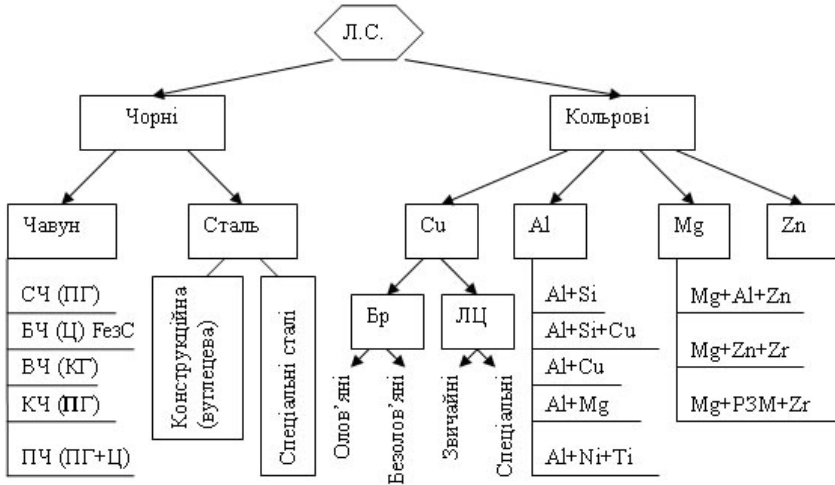 Л.С.
Чорні
Кольрові
Чавун
Сталь
Cu
Al
Mg
Zn
СЧ (ПГ)
БЧ (Ц) Fe3C
ВЧ (КГ)
КЧ (ПГ)
ПЧ (ПГ+Ц)
Конструкційна
(вуглецева)
Спеціальні сталі
Бр
ЛЦ
Олов’яні
Безолов’яні
Звичайні
Спеціальні
Al+Si
Al+Si+Cu
Al+Cu
Al+Mg
Al+Ni+Ti
Mg+Al+Zn
Mg+Zn+Zr
Mg+РЗМ+Zr